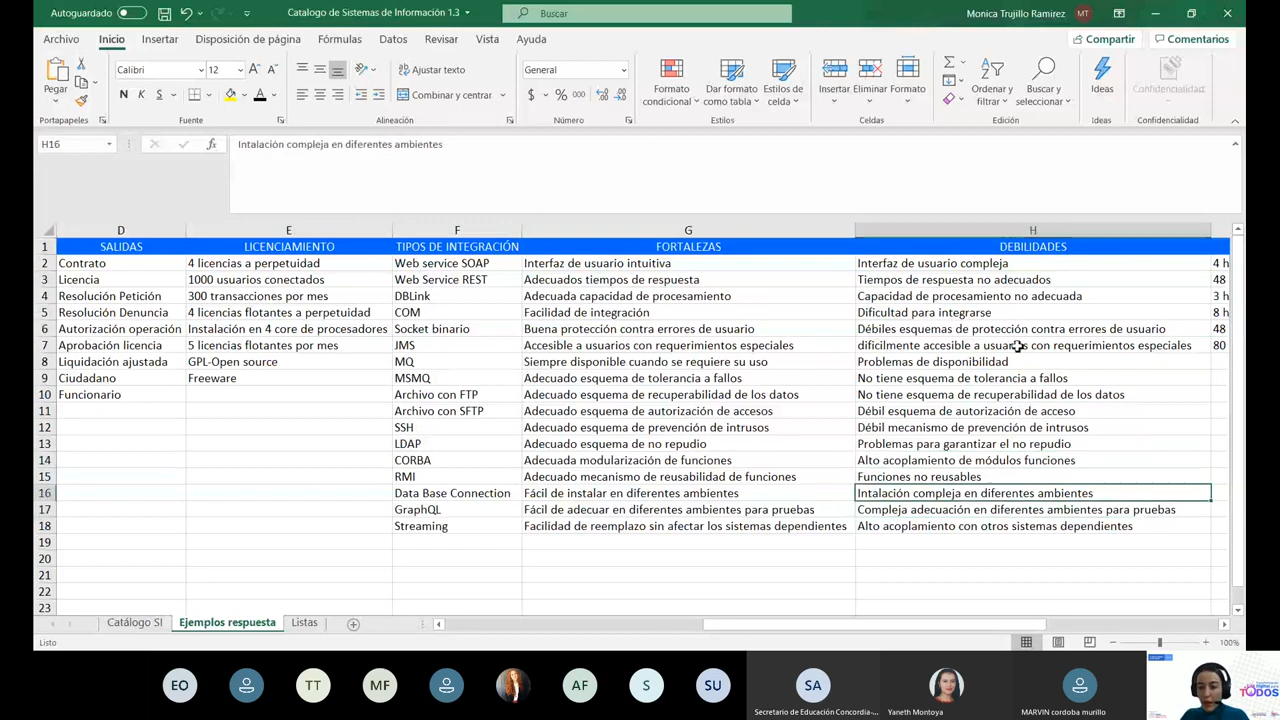 Autoguardado
Catalogo de Sistemas de Información 1.3
Buscar
Monica Trujillo Ramirez
MT
Archivo
Inicio
Insertar
Disposición de página
Fórmulas
Datos
Revisar
Vista
Ayuda
Compartir
Comentarios
Pegar
Calibri
12
N K S
Ajustar texto
Combinar y centrar
General
$ % 000
Formato condicional
Dar formato como tabla
Estilos de celda
Insertar
Eliminar
Formato
Ordenar y filtrar
Buscar y seleccionar
Ideas
Confidencialidad
Portapapeles
Fuente
Alineación
Número
Estilos
Celdas
Edición
Ideas
Confidencialidad
H16
Intalación compleja en diferentes ambientes
D E F G H
1 SALIDAS LICENCIAMIENTO TIPOS DE INTEGRACIÓN FORTALEZAS DEBILIDADES
2 Contrato 4 licencias a perpetuidad Web service SOAP Interfaz de usuario intuitiva Interfaz de usuario compleja 4 h
3 Licencia 1000 usuarios conectados Web Service REST Adecuados tiempos de respuesta Tiempos de respuesta no adecuados 48
4 Resolución Petición 300 transacciones por mes DBLink Adecuada capacidad de procesamiento Capacidad de procesamiento no adecuada 3 h
5 Resolución Denuncia 4 licencias flotantes a perpetuidad COM Facilidad de integración Dificultad para integrarse 8 h
6 Autorización operación Instalación en 4 core de procesadores Socket binario Buena protección contra errores de usuario Débiles esquemas de protección contra errores de usuario 48
7 Aprobación licencia 5 licencias flotantes por mes JMS Accesible a usuarios con requerimientos especiales dificilmente accesible a usuarios con requerimientos especiales 80
8 Liquidación ajustada GPL-Open source MQ Siempre disponible cuando se requiere su uso Problemas de disponibilidad
9 Ciudadano Freeware MSMQ Adecuado esquema de tolerancia a fallos No tiene esquema de tolerancia a fallos
10 Funcionario Archivo con FTP Adecuado esquema de recuperabilidad de los datos No tiene esquema de recuperabilidad de los datos
11 Archivo con SFTP Adecuado esquema de autorización de accesos Débil esquema de autorización de acceso
12 SSH Adecuado esquema de prevención de intrusos Débil mecanismo de prevención de intrusos
13 LDAP Adecuado esquema de no repudio Problemas para garantizar el no repudio
14 CORBA Adecuada modularización de funciones Alto acoplamiento de módulos funciones
15 RMI Adecuado mecanismo de reusabilidad de funciones Funciones no reusables
16 Data Base Connection Fácil de instalar en diferentes ambientes Intalación compleja en diferentes ambientes
17 GraphQL Fácil de adecuar en diferentes ambientes para pruebas Compleja adecuación en diferentes ambientes para pruebas
18 Streaming Facilidad de reemplazo sin afectar los sistemas dependientes Alto acoplamiento con otros sistemas dependientes
19
20
21
22
23
Catálogo SI
Ejemplos respuesta
Listas
Listo
100%
EO
TT
MF
AF
S
SU
SA
Secretario de Educación Concordia-...
Yaneth Montoya
MARVIN cordoba murillo
TODOS